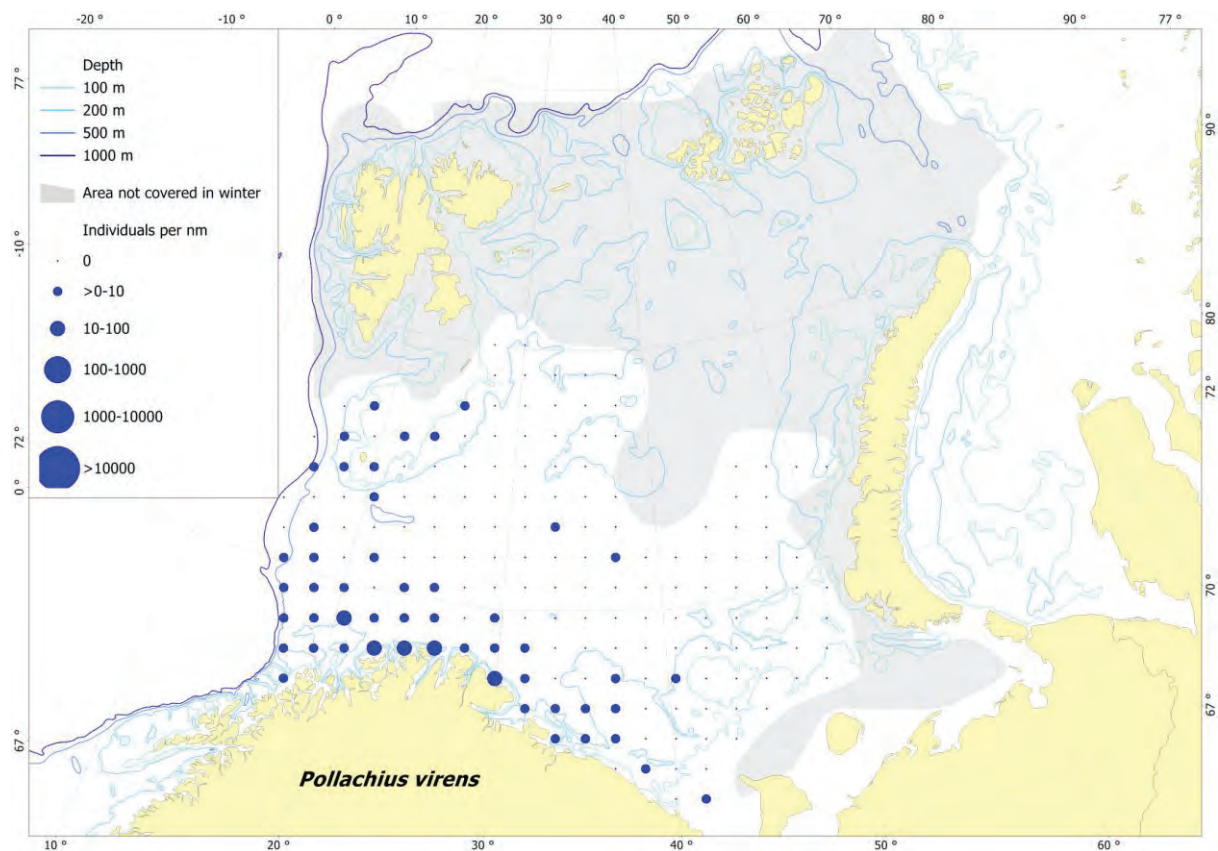 -20 ° -10 ° 0 ° 10 ° 20 ° 30 ° 40 ° 50 ° 60 ° 70 ° 80 ° 90 ° 77 °
Depth
100 m
200 m
500 m
1000 m
Area not covered in winter
Individuals per nm
0
>0-10
10-100
100-1000
1000-10000
>10000
77 °
-10 °
72 °
0 °
67 °
90 °
80 °
72 °
70 °
67 °
Pollachius virens
10 ° 20 ° 30 ° 40 ° 50 ° 60 °